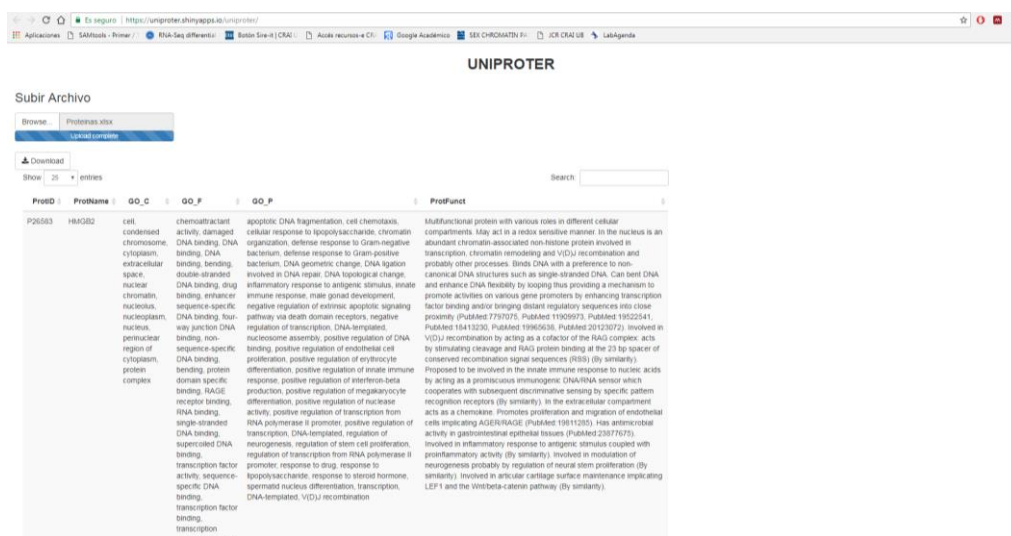 Es seguro | https://uniproter.shinyapps.io/uniproter/
Aplicaciones SAMtools - Primer / RNA-Seq differential Botón Sire-it | CRAI Accés recursos-e CR Google Académico SEX CHROMATIN JCR CRAI UB LabAgenda
UNIPROTER
Subir Archivo
Browse... Proteinas.xlsx
Upload complete
Download
Show 25 entries
Search:
ProtID ProtName GO_C GO_F GO_P ProtFunct
P26583
HMGB2
cell,
condensed
chromosome,
cytoplasm,
extracellular
space,
nuclear
chromatin,
nucleolus,
nucleoplasm,
nucleus,
perinuclear
region of
cytoplasm,
protein
complex
chemoattractant
activity, damaged
DNA binding, DNA
binding, DNA
binding, bending,
double-stranded
DNA binding, drug
binding, enhancer
sequence-specific
DNA binding, four-
way junction DNA
binding, non-
sequence-specific
DNA binding,
bending, protein
domain specific
binding, RAGE
receptor binding,
RNA binding,
single-stranded
DNA binding,
supercoiled DNA
binding,
transcription factor
activity, sequence-
specific DNA
binding,
transcription factor
binding,
transcription
apoptotic DNA fragmentation, cell chemotaxis,
cellular response to lipopolysaccharide, chromatin
organization, defense response to Gram-negative
bacterium, defense response to Gram-positive
bacterium, DNA geometric change, DNA ligation
involved in DNA repair, DNA topological change,
inflammatory response to antigenic stimulus, innate
immune response, male gonad development,
negative regulation of extrinsic apoptotic signaling
pathway via death domain receptors, negative
regulation of transcription, DNA-templated,
nucleosome assembly, positive regulation of DNA
binding, positive regulation of endothelial cell
proliferation, positive regulation of erythrocyte
differentiation, positive regulation of innate immune
response, positive regulation of interferon-beta
production, positive regulation of megakaryocyte
differentiation, positive regulation of nuclease
activity, positive regulation of transcription from
RNA polymerase II promoter, positive regulation of
transcription, DNA-templated, regulation of
neurogenesis, regulation of stem cell proliferation,
regulation of transcription from RNA polymerase II
promoter, response to drug, response to
lipopolysaccharide, response to steroid hormone,
spermatid nucleus differentiation, transcription,
DNA-templated, V(D)J recombination
Multifunctional protein with various roles in different cellular
compartments. May act in a redox sensitive manner. In the nucleus is an
abundant chromatin-associated non-histone protein involved in
transcription, chromatin remodeling and V(D)J recombination and
probably other processes. Binds DNA with a preference to non-
canonical DNA structures such as single-stranded DNA. Can bent DNA
and enhance DNA flexibility by looping thus providing a mechanism to
promote activities on various gene promoters by enhancing transcription
factor binding and/or bringing distant regulatory sequences into close
proximity (PubMed:7797075, PubMed:11909973, PubMed:19522541,
PubMed:18413230, PubMed:19965638, PubMed:20123072). Involved in
V(D)J recombination by acting as a cofactor of the RAG complex: acts
by stimulating cleavage and RAG protein binding at the 23 bp spacer of
conserved recombination signal sequences (RSS) (By similarity).
Proposed to be involved in the innate immune response to nucleic acids
by acting as a promiscuous immunogenic DNA/RNA sensor which
cooperates with subsequent discriminative sensing by specific pattern
recognition receptors (By similarity). In the extracellular compartment
acts as a chemokine. Promotes proliferation and migration of endothelial
cells implicating AGER/RAGE (PubMed:19811285). Has antimicrobial
activity in gastrointestinal epithelial tissues (PubMed:23877675).
Involved in inflammatory response to antigenic stimulus coupled with
proinflammatory activity (By similarity). Involved in modulation of
neurogenesis probably by regulation of neural stem proliferation (By
similarity). Involved in articular cartilage surface maintenance implicating
LEF1 and the Wnt/beta-catenin pathway (By similarity).